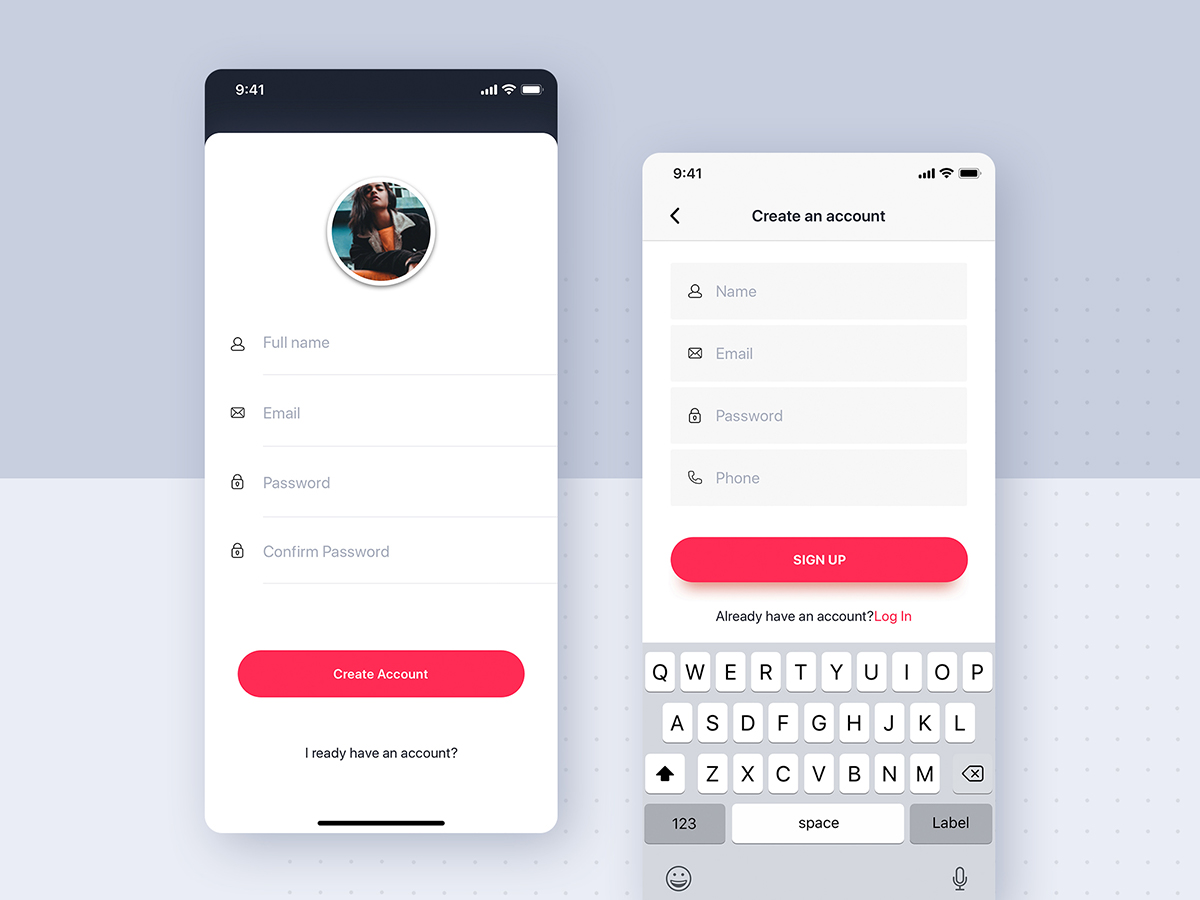 9:41
Full name
Email
Password
Confirm Password
Create Account
I ready have an account?
9:41
Create an account
Name
Email
Password
Phone
SIGN UP
Already have an account?Log In
Q W E R T Y U I O P
A S D F G H J K L
Z X C V B N M
123 space Label